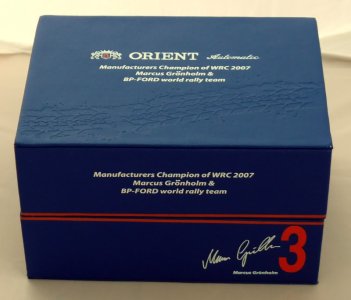 ORIENT Automatic
Manufacturers Champion of WRC 2007
Marcus Grönholm &
BP-FORD world rally team
Manufacturers Champion of WRC 2007
Marcus Grönholm &
BP-FORD world rally team
3
Marcus Grönholm